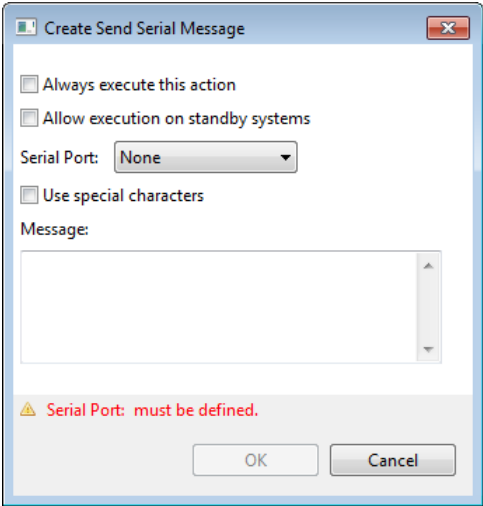 Create Send Serial Message
Always execute this action
Allow execution on standby systems
Serial Port: None
Use special characters
Message:
Serial Port: must be defined.
OK Cancel